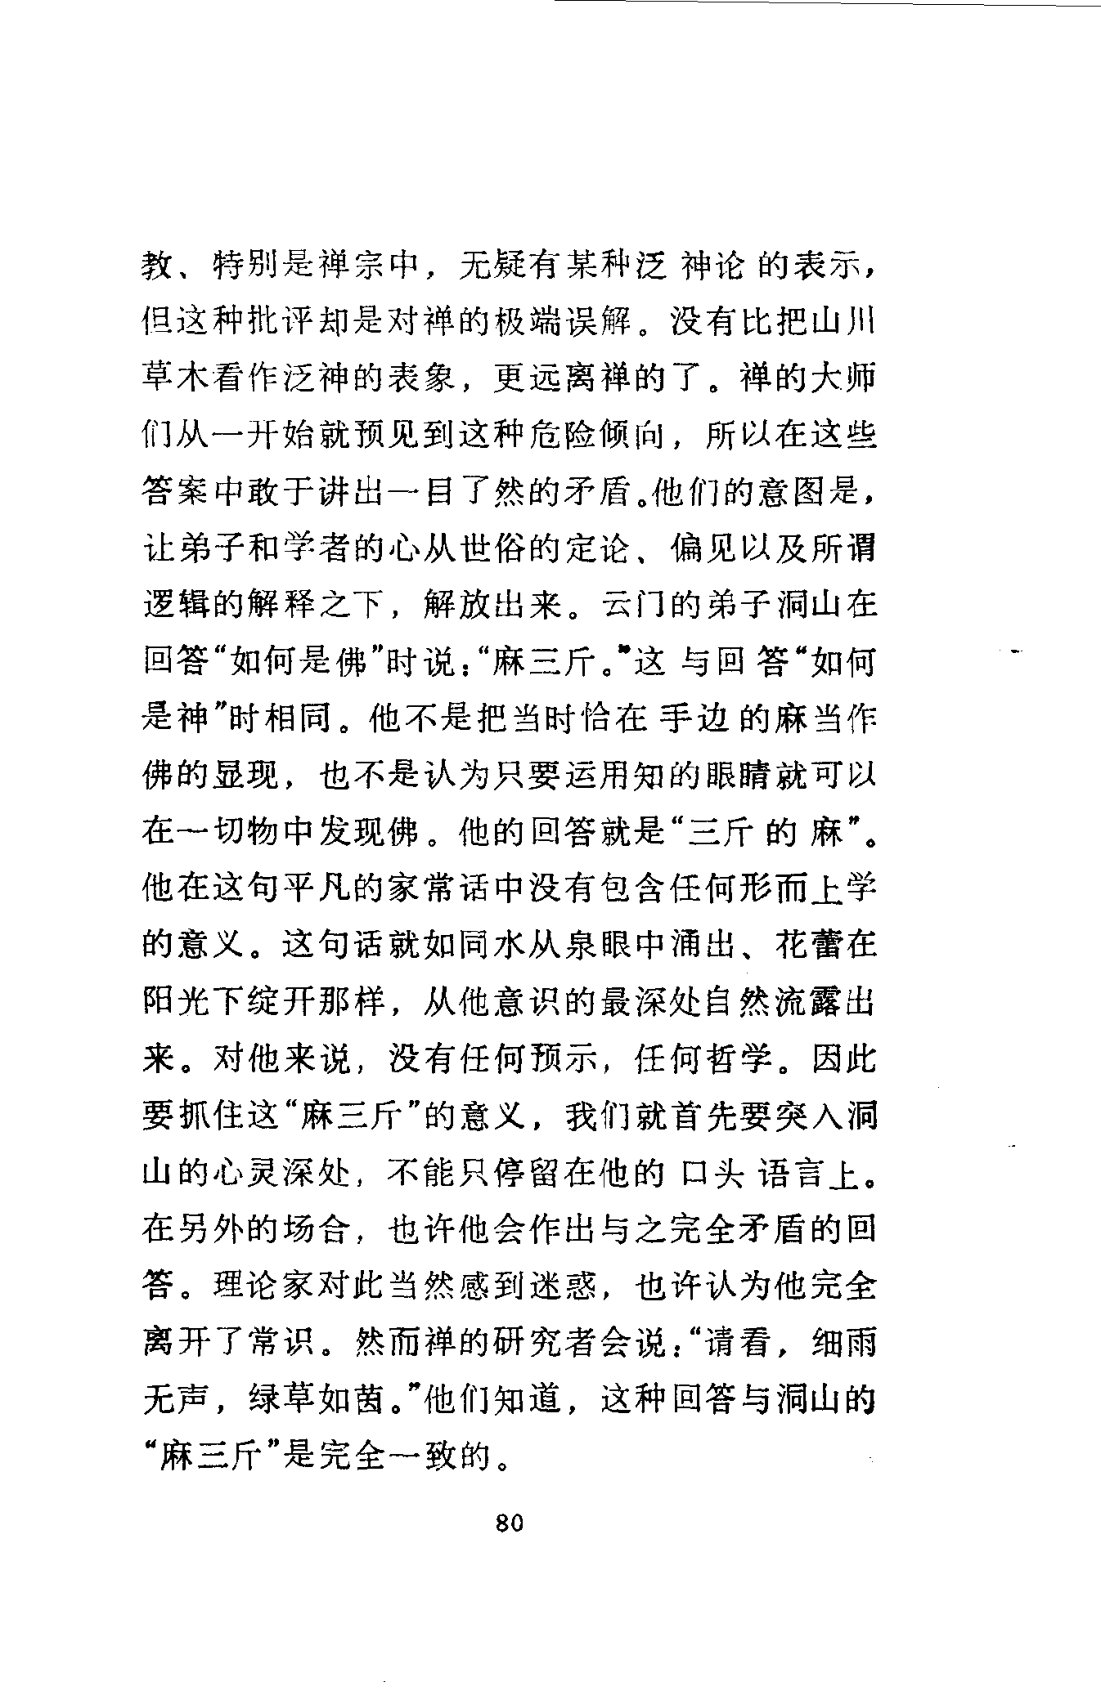 教、特别是禅宗中，无疑有某种泛神论的表示，
但这种批评却是对禅的极端误解。没有比把山川
草木看作泛神的表象，更远离禅的了。禅的大师
们从一开始就预见到这种危险倾向，所以在这些
答案中敢于讲出一目了然的矛盾。他们的意图是，
让弟子和学者的心从世俗的定论、偏见以及所谓
逻辑的解释之下，解放出来。云门的弟子洞山在
回答“如何是佛”时说：“麻三斤。”这与回答“如何
是神”时相同。他不是把当时恰在手边的麻当作
佛的显现，也不是认为只要运用知的眼睛就可以
在一切物中发现佛。他的回答就是“三斤的麻”。
他在这句平凡的家常话中没有包含任何形而上学
的意义。这句话就如同水从泉眼中涌出、花蕾在
阳光下绽开那样，从他意识的最深处自然流露出
来。对他来说，没有任何预示，任何哲学。因此
要抓住这“麻三斤”的意义，我们就首先要突入洞
山的心灵深处，不能只停留在他的口头语言上。
在另外的场合，也许他会作出与之完全矛盾的回
答。理论家对此当然感到迷惑，也许认为他完全
离开了常识。然而禅的研究者会说：“请看，细雨
无声，绿草如茵。”他们知道，这种回答与洞山的
“麻三斤”是完全一致的。
80